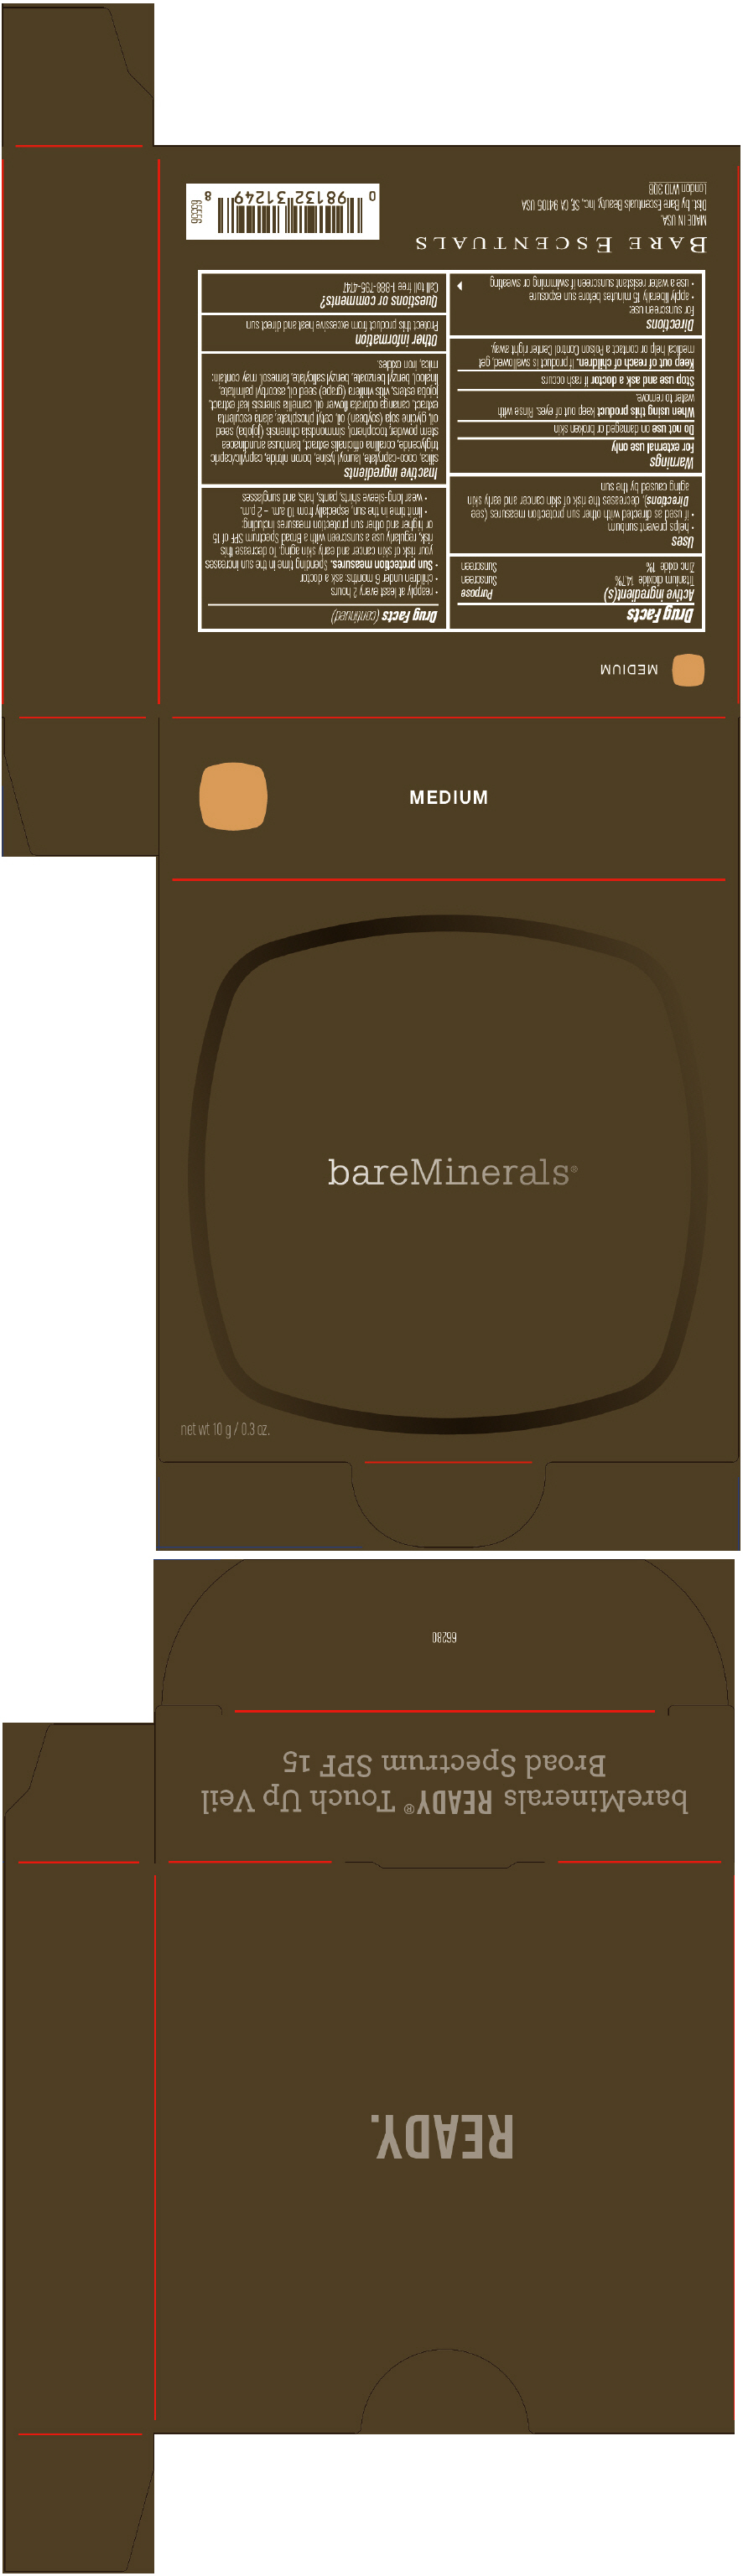 MEDIUM
Drug Facts
Active ingredient(s) Purpose
Titanium dioxide 14.7% Sunscreen
Zinc oxide 1% Sunscreen
Uses
• helps prevent sunburn
• if used as directed with other sun protection measures (see
Directions), decreases the risk of skin cancer and early skin
aging caused by the sun
Warnings
For external use only
Do not use on damaged or broken skin
When using this product keep out of eyes. Rinse with
water to remove.
Stop use and ask a doctor if rash occurs
Keep out of reach of children. If product is swallowed, get
medical help or contact a Poison Control Center right away.
Directions
For sunscreen use:
• apply liberally 15 minutes before sun exposure
• use a water resistant sunscreen if swimming or sweating
Drug Facts (continued)
• reapply at least every 2 hours
• children under 6 months: ask a doctor
• Sun protection measures. Spending time in the sun increases
your risk of skin cancer and early skin aging. To decrease this
risk, regularly use a sunscreen with a Broad Spectrum SPF of 15
or higher and other sun protection measures including:
• limit time in the sun, especially from 10 a.m. – 2 p.m.
• wear long-sleeve shirts, pants, hats, and sunglasses
Inactive ingredients
silica, coco-caprylate, lauroyl lysine, boron nitride, caprylic/capric
triglyceride, corallina officinalis extract, bambusa arundinacea
stem powder, tocopherol, simmondsia chinensis (jojoba) seed
oil, glycine soja (soybean) oil, cetyl phosphate, alaria esculenta
extract, cananga odorata flower oil, camellia sinensis leaf extract,
jojoba esters, vitis vinifera (grape) seed oil, ascorbyl palmitate,
linalool, benzyl benzoate, benzyl salicylate, farnesol. may contain:
mica, iron oxides.
Other information
Protect this product from excessive heat and direct sun
Questions or comments?
Call toll free 1-888-795-4747
BARE ESCENTUALS
MADE IN USA.
Dist. by Bare Escentuals Beauty, Inc., SF, CA 94105 USA
London W1D 3QB
0 98132 31249 8
65556
MEDIUM
bareMinerals®
net wt 10 g / 0.3 oz.
66280
bareMinerals READY® Touch Up Veil
Broad Spectrum SPF 15
READY.